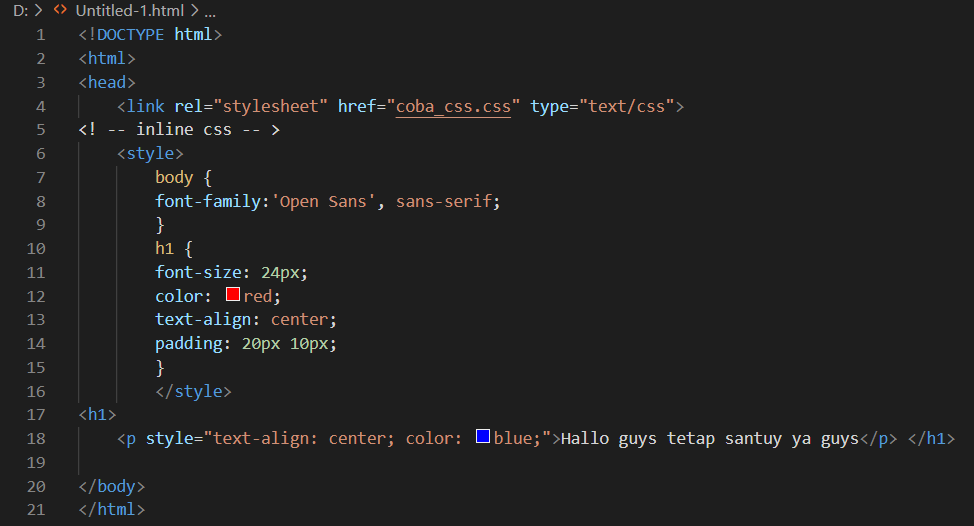 D: > <> Untitled-1.html > ...
1 <!DOCTYPE html>
2 <html>
3 <head>
4     <link rel="stylesheet" href="coba_css.css" type="text/css">
5 <! -- inline css -- >
6     <style>
7         body {
8         font-family:'Open Sans', sans-serif;
9         }
10         h1 {
11         font-size: 24px;
12         color: red;
13         text-align: center;
14         padding: 20px 10px;
15         }
16         </style>
17 <h1>
18     <p style="text-align: center; color: blue;">Hallo guys tetap santuy ya guys</p> </h1>
19
20 </body>
21 </html>